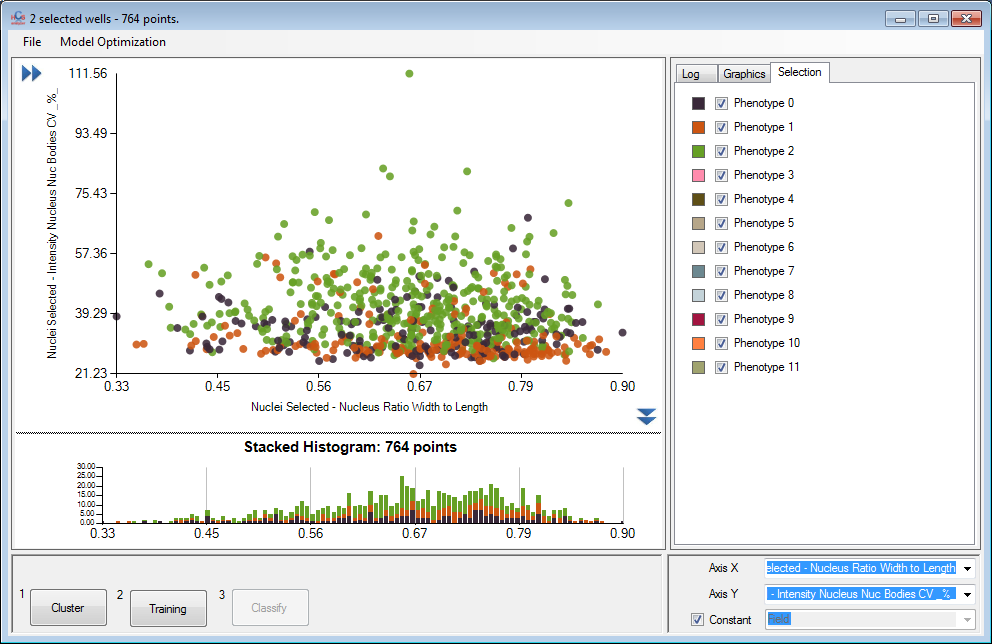 2 selected wells - 764 points.
File Model Optimization
111.56
93.49
75.43
57.36
39.29
21.23
Nuclei Selected - Intensity Nucleus Nuc Bodies CV _%_
0.33 0.45 0.56 0.67 0.79 0.90
Nuclei Selected - Nucleus Ratio Width to Length
Stacked Histogram: 764 points
30.00
25.00
20.00
15.00
10.00
5.00
0.00
0.33 0.45 0.56 0.67 0.79 0.90
Log Graphics Selection
Phenotype 0
Phenotype 1
Phenotype 2
Phenotype 3
Phenotype 4
Phenotype 5
Phenotype 6
Phenotype 7
Phenotype 8
Phenotype 9
Phenotype 10
Phenotype 11
1 Cluster 2 Training 3 Classify
Axis X elected - Nucleus Ratio Width to Length
Axis Y - Intensity Nucleus Nuc Bodies CV _%_
Constant Field